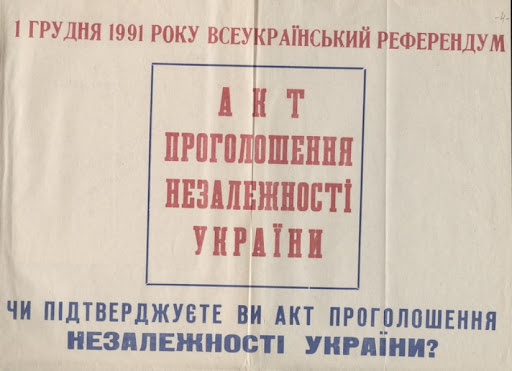 1 ГРУДНЯ 1991 РОКУ ВСЕУКРАЇНСЬКИЙ РЕФЕРЕНДУМ
АКТ
ПРОГОЛОШЕННЯ
НЕЗАЛЕЖНОСТІ
УКРАЇНИ
ЧИ ПІДТВЕРДЖУЄТЕ ВИ АКТ ПРОГОЛОШЕННЯ
НЕЗАЛЕЖНОСТІ УКРАЇНИ?